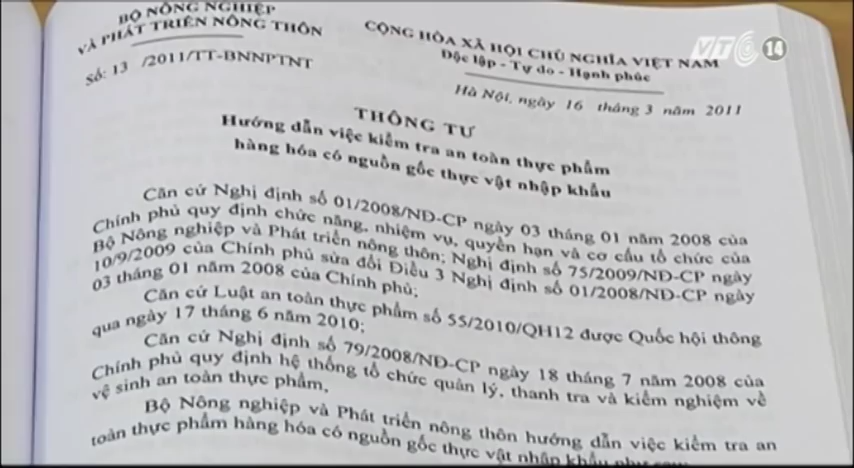 BỘ NÔNG NGHIỆP
VÀ PHÁT TRIỂN NÔNG THÔN
Số: 13 /2011/TT-BNNPTNT
CỘNG HÒA XÃ HỘI CHỦ NGHĨA VIỆT NAM
Độc lập - Tự do - Hạnh phúc
Hà Nội, ngày 16 tháng 3 năm 2011
VTC 14
THÔNG TƯ
Hướng dẫn việc kiểm tra an toàn thực phẩm
hàng hóa có nguồn gốc thực vật nhập khẩu
Căn cứ Nghị định số 01/2008/NĐ-CP ngày 03 tháng 01 năm 2008 của
Chính phủ quy định chức năng, nhiệm vụ, quyền hạn và cơ cấu tổ chức của
Bộ Nông nghiệp và Phát triển nông thôn; Nghị định số 75/2009/NĐ-CP ngày
10/9/2009 của Chính phủ sửa đổi Điều 3 Nghị định số 01/2008/NĐ-CP ngày
03 tháng 01 năm 2008 của Chính phủ;
Căn cứ Luật an toàn thực phẩm số 55/2010/QH12 được Quốc hội thông
qua ngày 17 tháng 6 năm 2010;
Căn cứ Nghị định số 79/2008/NĐ-CP ngày 18 tháng 7 năm 2008 của
Chính phủ quy định hệ thống tổ chức quản lý, thanh tra và kiểm nghiệm về
vệ sinh an toàn thực phẩm,
Bộ Nông nghiệp và Phát triển nông thôn hướng dẫn việc kiểm tra an
toàn thực phẩm hàng hóa có nguồn gốc thực vật nhập khẩu như sau